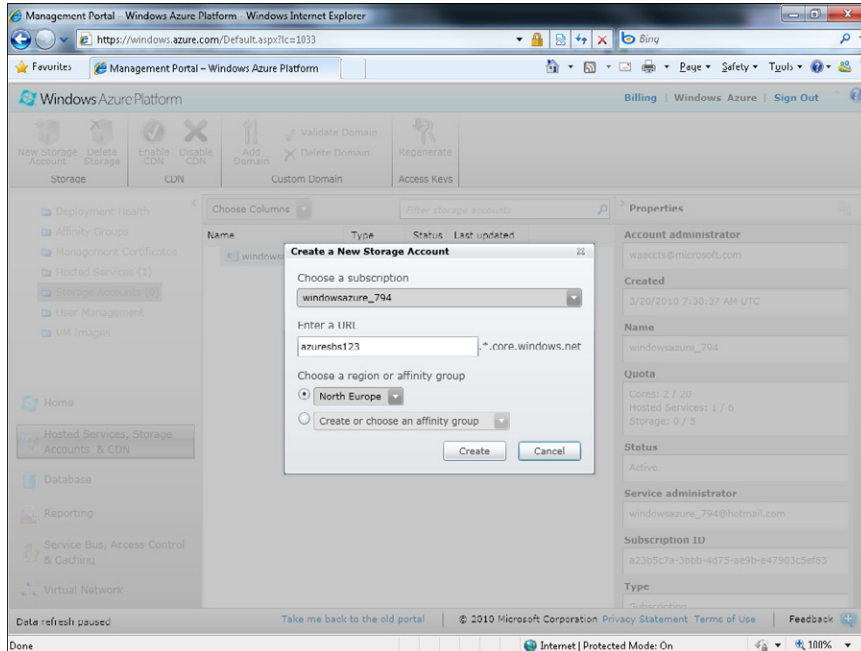 Management Portal – Windows Azure Platform - Windows Internet Explorer
https://windows.azure.com/Default.aspx?lc=1033
Bing
Favorites
Management Portal – Windows Azure Platform
Page
Safety
Tools
Windows Azure Platform
Billing | Windows Azure | Sign Out
New Storage Account
Delete Storage
Enable CDN
Disable CDN
Add Domain
Validate Domain
Delete Domain
Regenerate
Storage
CDN
Custom Domain
Access Keys
Deployment Health
Affinity Groups
Management Certificates
Hosted Services (1)
Storage Accounts (0)
User Management
VM Images
Home
Hosted Services, Storage Accounts & CDN
Database
Reporting
Service Bus, Access Control & Caching
Virtual Network
Choose Columns
Filter storage accounts
Name
Type
Status
Last updated
windows
Create a New Storage Account
Choose a subscription
windowsazure_794
Enter a URL
azuresbs123
.*.core.windows.net
Choose a region or affinity group
North Europe
Create or choose an affinity group
Create
Cancel
Properties
Account administrator
waaccts@microsoft.com
Created
3/20/2010 7:30:37 AM UTC
Name
windowsazure_794
Quota
Cores: 2 / 20
Hosted Services: 1 / 6
Storage: 0 / 5
Status
Active
Service administrator
windowsazure_794@hotmail.com
Subscription ID
Type
Subscription
Data refresh paused
Take me back to the old portal
© 2010 Microsoft Corporation
Privacy Statement
Terms of Use
Feedback
Done
Internet | Protected Mode: On
100%